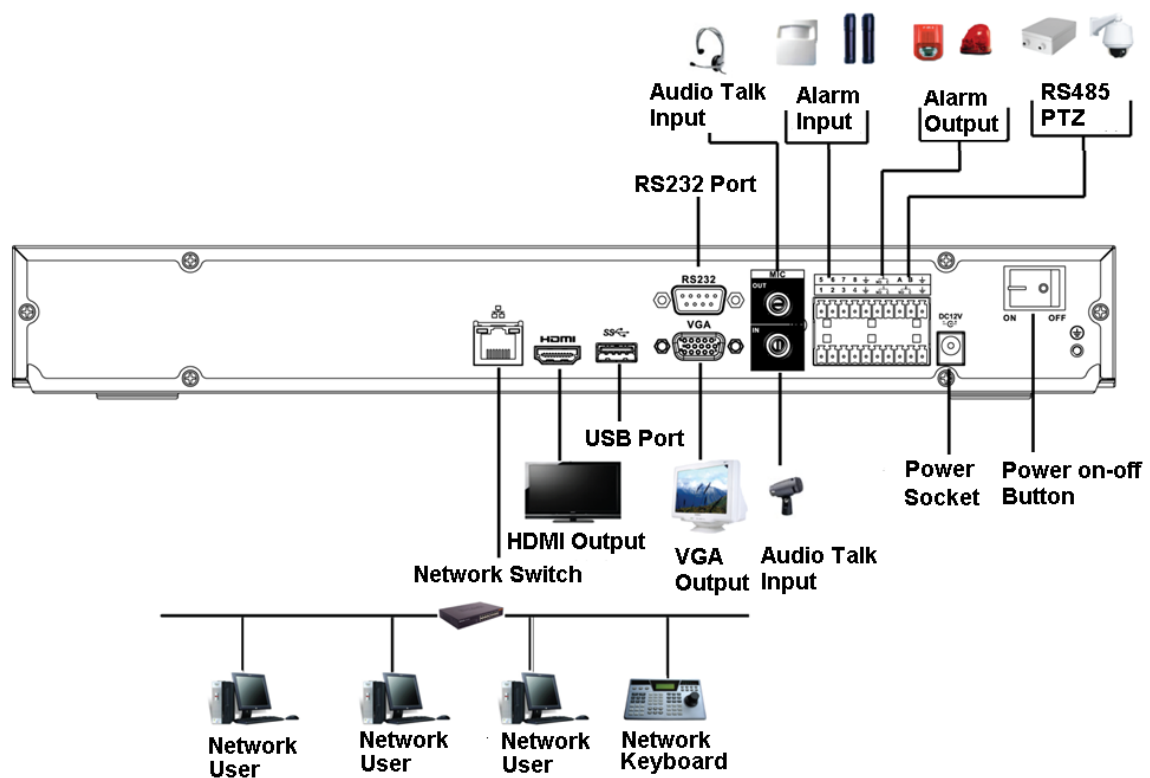 Audio Talk
Input
Alarm
Input
Alarm
Output
RS485
PTZ
RS232 Port
RS232
MIC
OUT
IN
5 6 7 8 A B
1 2 3 4
DC12V
ON OFF
HDMI
SS
VGA
USB Port
HDMI Output
Network Switch
VGA
Output
Audio Talk
Input
Power
Socket
Power on-off
Button
Network
User
Network
User
Network
User
Network
Keyboard